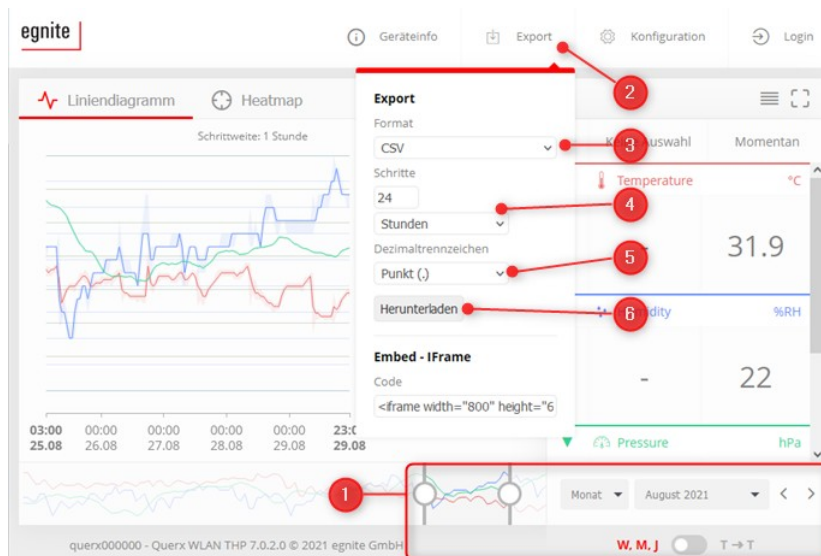 egnite
Geräteinfo
Export
Konfiguration
Login
2
Liniendiagramm
Heatmap
Schrittweite: 1 Stunde
Export
Format
CSV
3
Auswahl
Momentan
Schritte
24
Stunden
4
Temperature
°C
Dezimaltrennzeichen
Punkt (.)
5
-
31.9
Herunterladen
6
%RH
Embed - IFrame
Code
<iframe width="800" height="6
-
22
Pressure
hPa
03:00 00:00 00:00 00:00 00:00
25.08 26.08 27.08 28.08 29.08 29.08
1
Monat
August 2021
querx000000 - Querx WLAN THP 7.0.2.0 © 2021 egnite GmbH
W, M, J
T → T